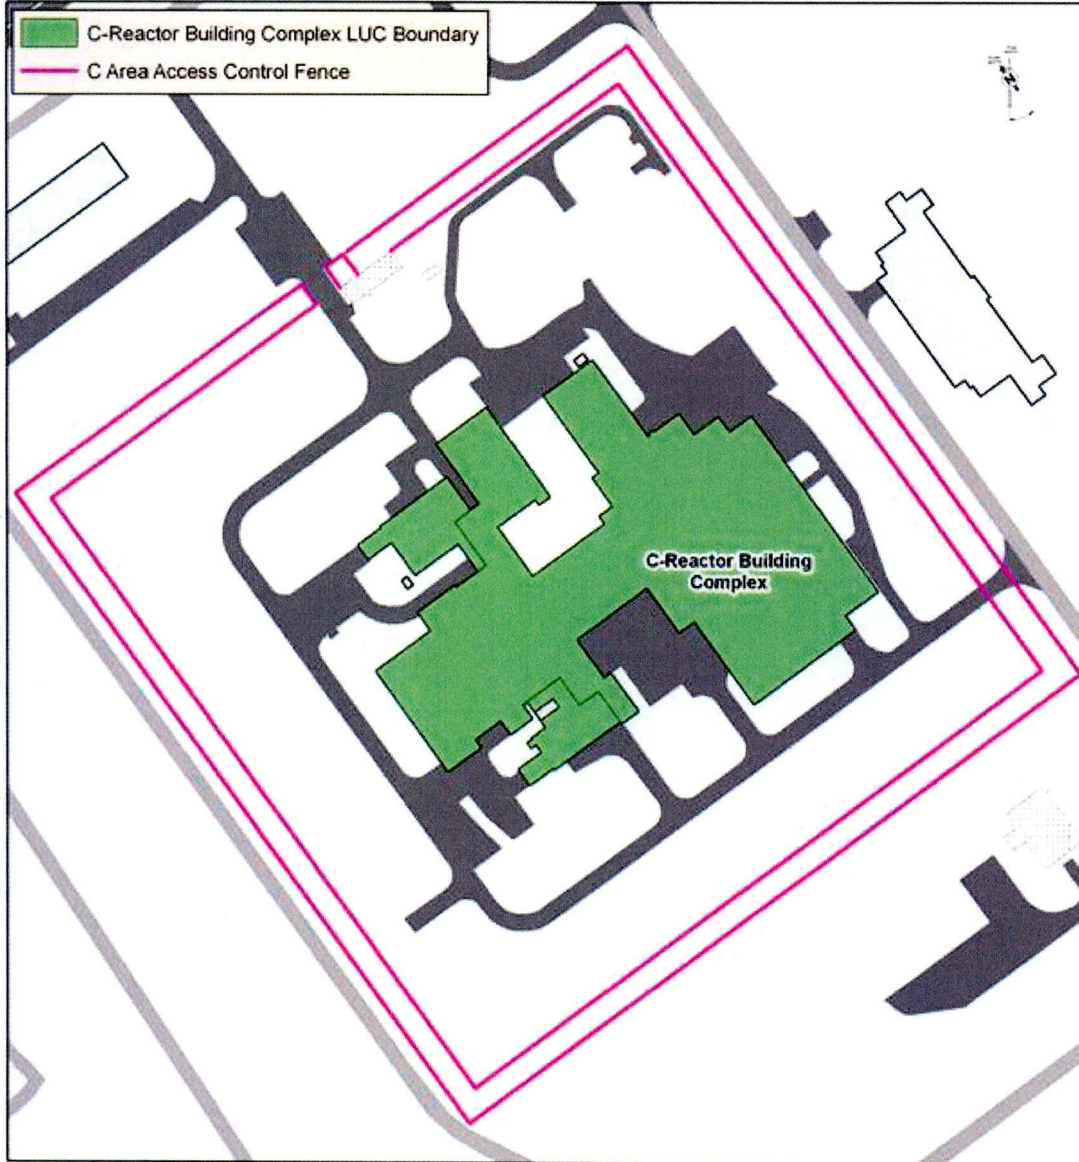 C-Reactor Building Complex LUC Boundary
C Area Access Control Fence
C-Reactor Building
Complex